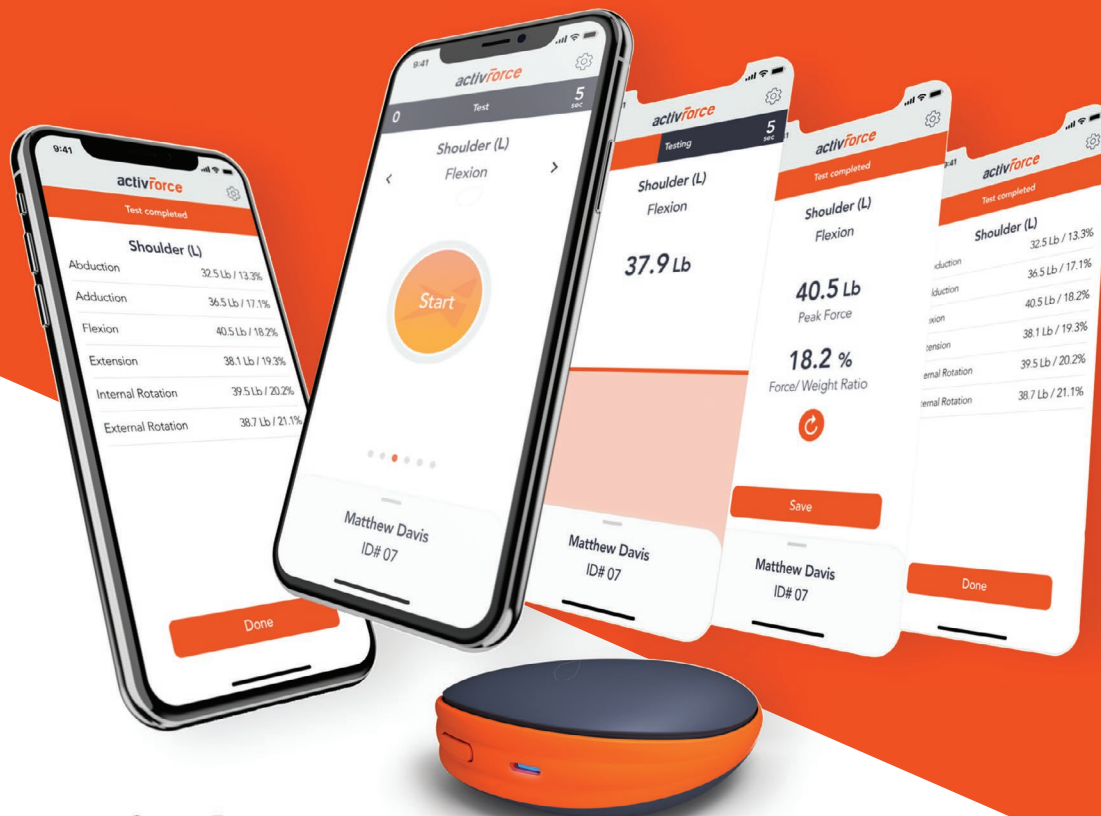 9:41
activforce
Test completed
Shoulder (L)
Abduction 32.5 Lb / 13.3%
Adduction 36.5 Lb / 17.1%
Flexion 40.5 Lb / 18.2%
Extension 38.1 Lb / 19.3%
Internal Rotation 39.5 Lb / 20.2%
External Rotation 38.7 Lb / 21.1%
Done
9:41
activforce
0 Test 5 sec
Shoulder (L)
Flexion
Start
Matthew Davis
ID# 07
activforce
Testing 5 sec
Shoulder (L)
Flexion
37.9 Lb
Matthew Davis
ID# 07
activforce
Test completed
Shoulder (L)
Flexion
40.5 Lb
Peak Force
18.2 %
Force/ Weight Ratio
Save
Matthew Davis
ID# 07
activforce
Test completed
Shoulder (L)
32.5 Lb / 13.3%
36.5 Lb / 17.1%
40.5 Lb / 18.2%
38.1 Lb / 19.3%
Rotation 39.5 Lb / 20.2%
Rotation 38.7 Lb / 21.1%
Done